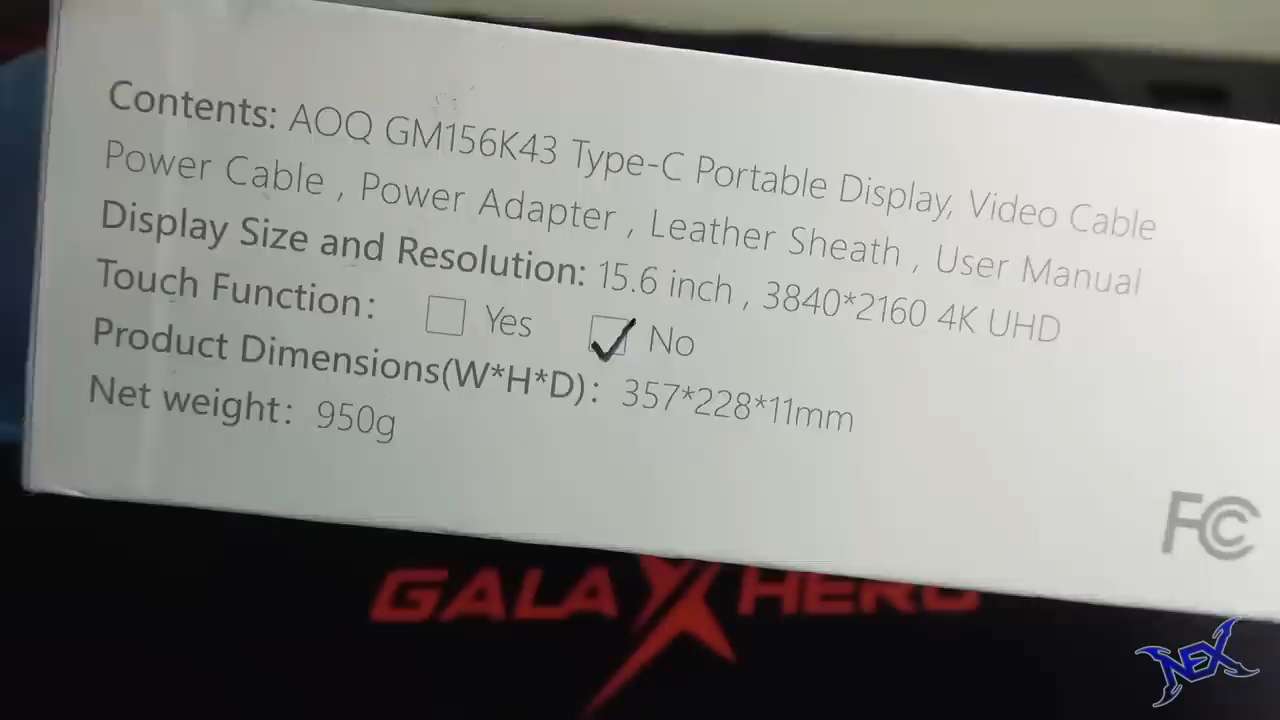 Contents: AOQ GM156K43 Type-C Portable Display, Video Cable
Power Cable , Power Adapter , Leather Sheath , User Manual
Display Size and Resolution: 15.6 inch , 3840*2160 4K UHD
Touch Function: Yes No
Product Dimensions(W*H*D): 357*228*11mm
Net weight: 950g
FC
GALAXHERO
NEX